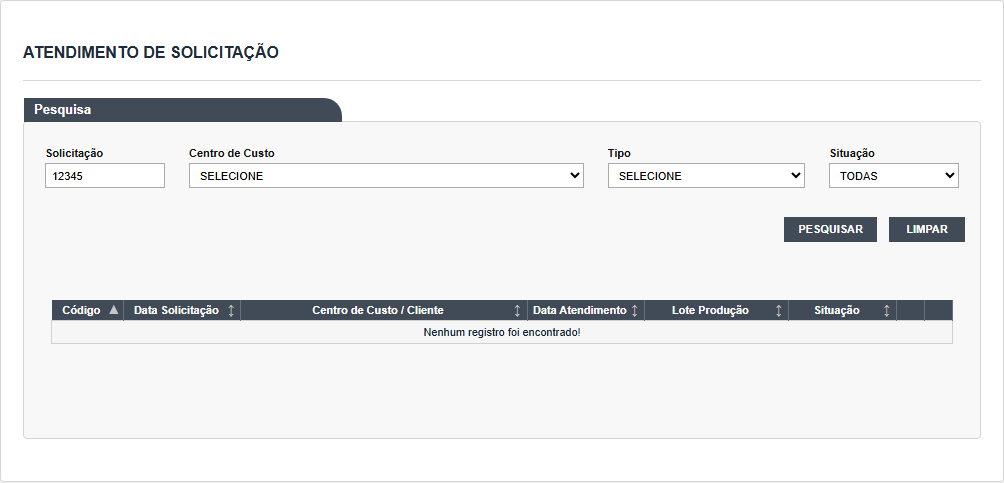 ATENDIMENTO DE SOLICITAÇÃO
Pesquisa
Solicitação Centro de Custo Tipo Situação
12345 SELECIONE SELECIONE TODAS
PESQUISAR LIMPAR
Código Data Solicitação Centro de Custo / Cliente Data Atendimento Lote Produção Situação
Nenhum registro foi encontrado!